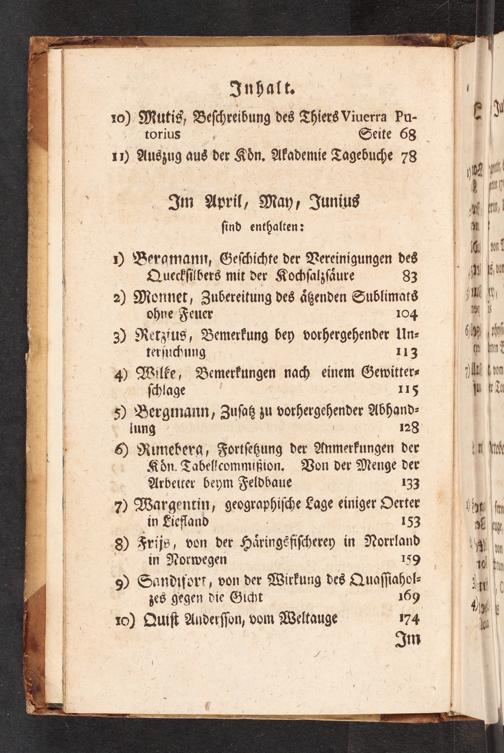 Inhalt.
10) Mutis, Beschreibung des Thiers Viuerra Pu-
torius Seite 68
11) Auszug aus der Kön. Akademie Tagebuche 78
Im April, May, Junius
sind enthalten:
1) Bergmann, Geschichte der Vereinigungen des
Quecksilbers mit der Kochsalzsäure 83
2) Monnet, Zubereitung des ätzenden Sublimats
ohne Feuer 104
3) Retzius, Bemerkung bey vorhergehender Un-
tersuchung 113
4) Wilke, Bemerkungen nach einem Gewitter-
schlage 115
5) Bergmann, Zusatz zu vorhergehender Abhand-
lung 128
6) Runeberg, Fortsetzung der Anmerkungen der
Kön. Tabellcommißion. Von der Menge der
Arbeiter beym Feldbaue 133
7) Wargentin, geographische Lage einiger Oerter
in Liefland 153
8) Frijs, von der Häringsfischerey in Norrland
in Norwegen 159
9) Sandifort, von der Wirkung des Quassiahol-
zes gegen die Gicht 169
10) Quist Andersson, vom Weltauge 174
Im